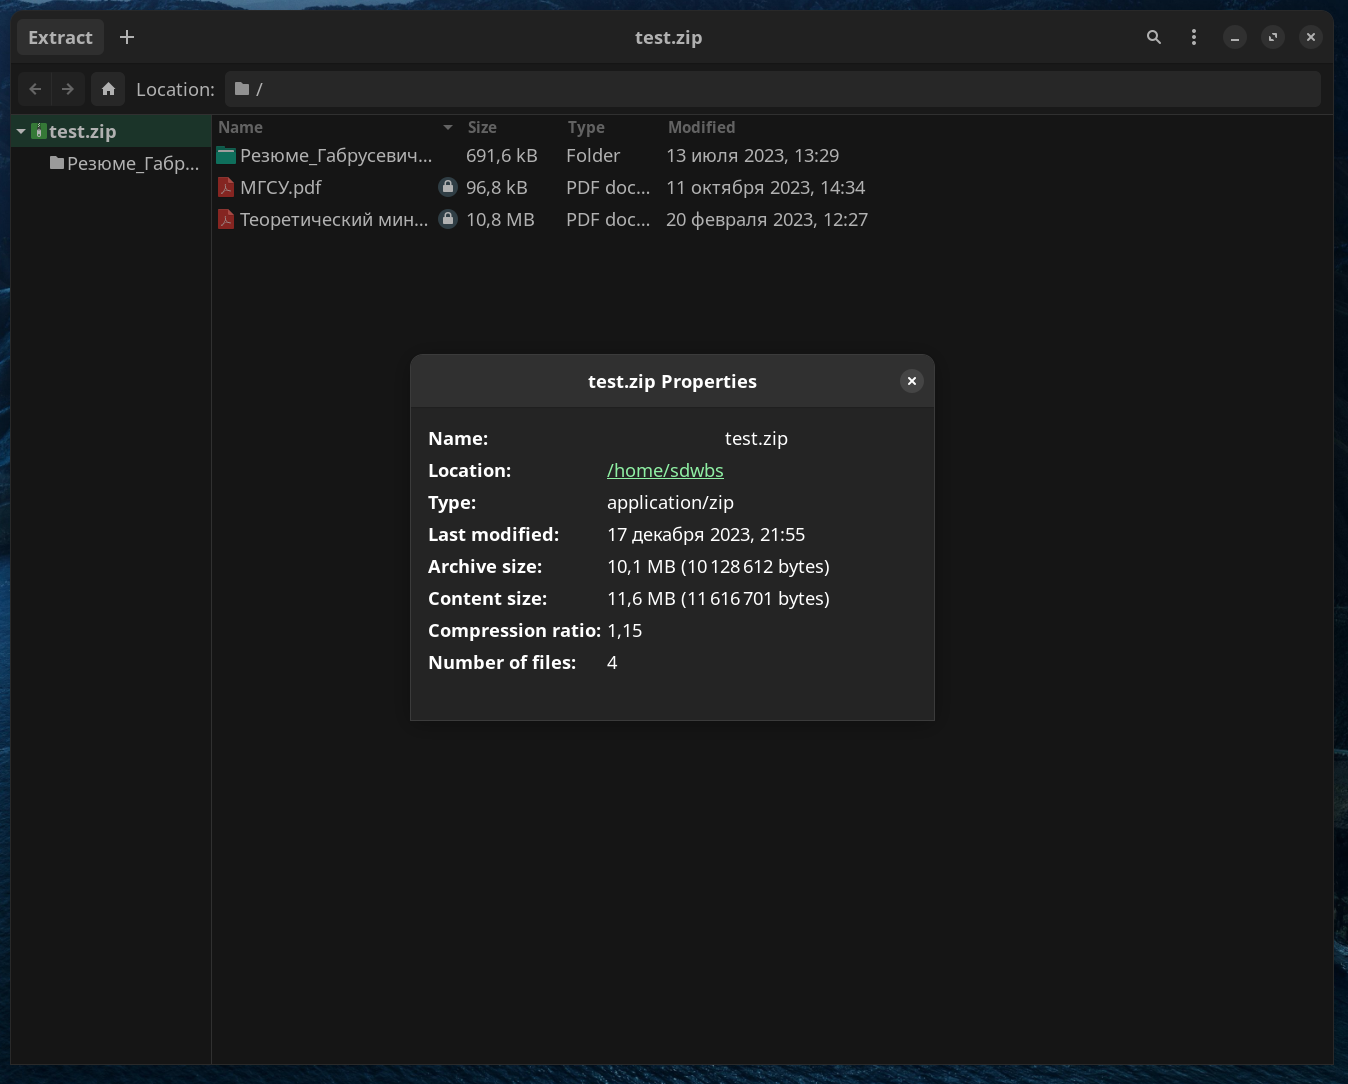 Extract
test.zip
Location: /
test.zip
Резюме_Габр...
Name Size Type Modified
Резюме_Габрусевич... 691,6 kB Folder 13 июля 2023, 13:29
МГСУ.pdf 96,8 kB PDF doc... 11 октября 2023, 14:34
Теоретический мин... 10,8 MB PDF doc... 20 февраля 2023, 12:27
test.zip Properties
Name: test.zip
Location: /home/sdwbs
Type: application/zip
Last modified: 17 декабря 2023, 21:55
Archive size: 10,1 MB (10 128 612 bytes)
Content size: 11,6 MB (11 616 701 bytes)
Compression ratio: 1,15
Number of files: 4